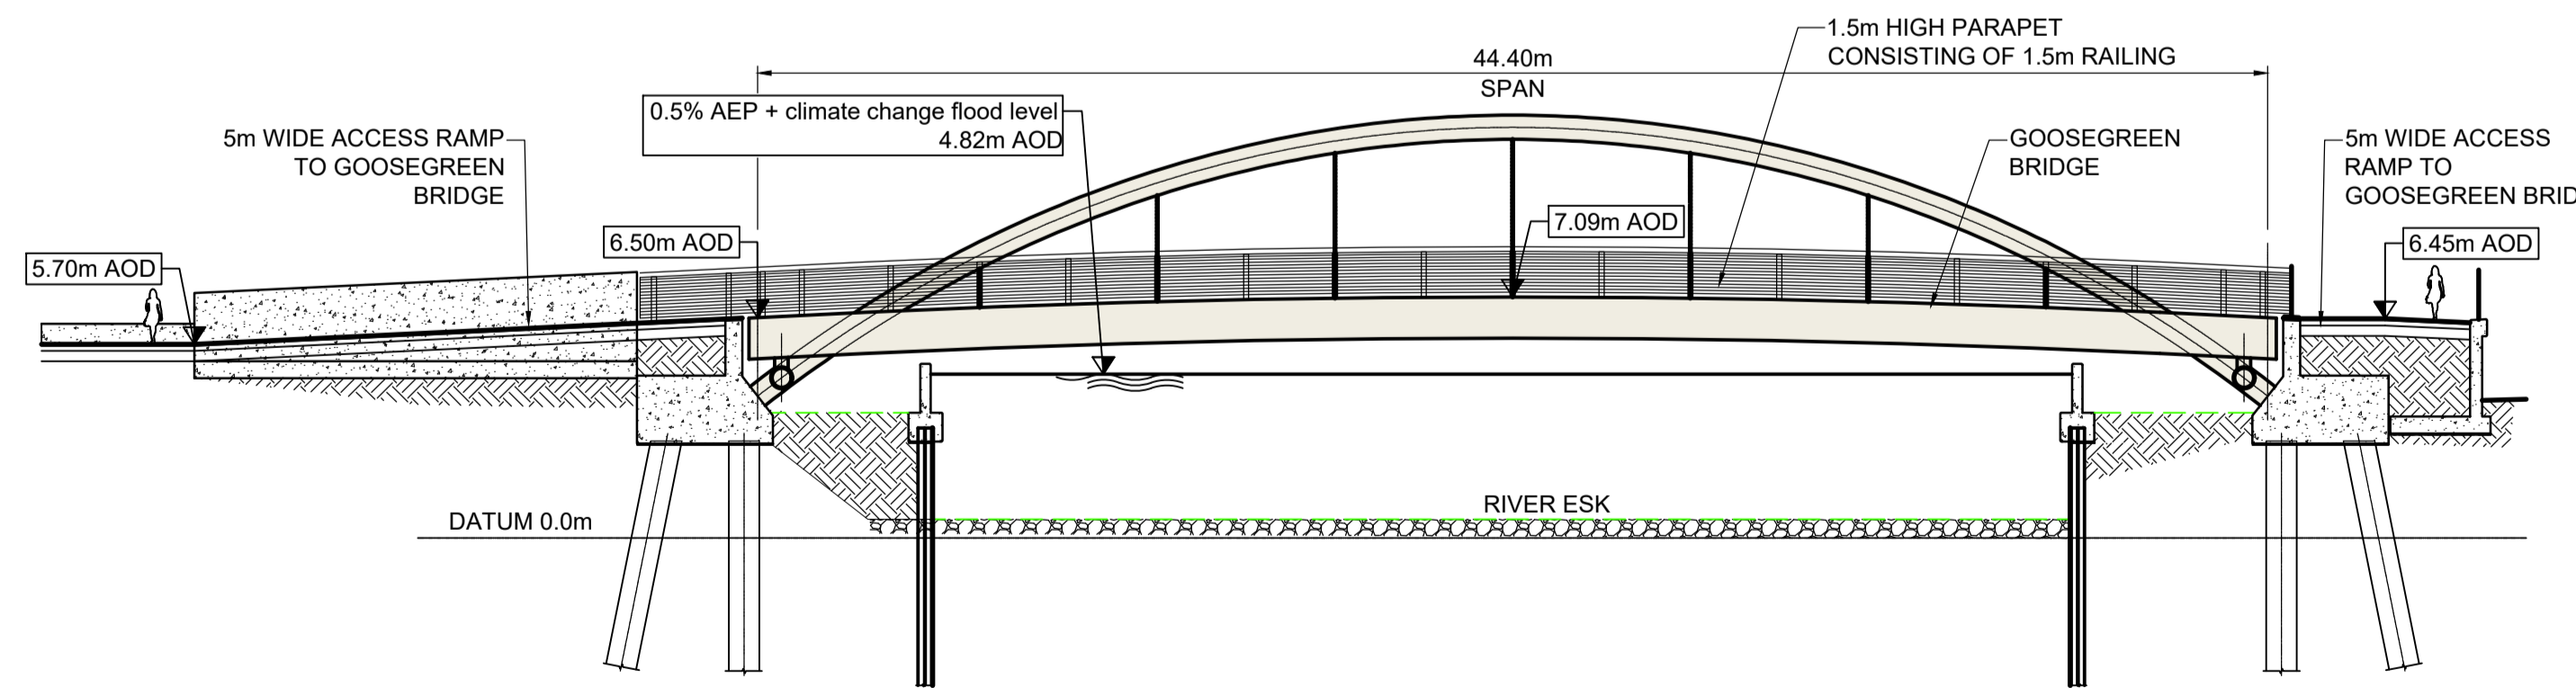 1.5m HIGH PARAPET
CONSISTING OF 1.5m RAILING
44.40m
SPAN
0.5% AEP + climate change flood level
4.82m AOD
5m WIDE ACCESS RAMP
TO GOOSEGREEN
BRIDGE
GOOSEGREEN
BRIDGE
5m WIDE ACCESS
RAMP TO
GOOSEGREEN BRID
5.70m AOD
6.50m AOD
7.09m AOD
6.45m AOD
RIVER ESK
DATUM 0.0m